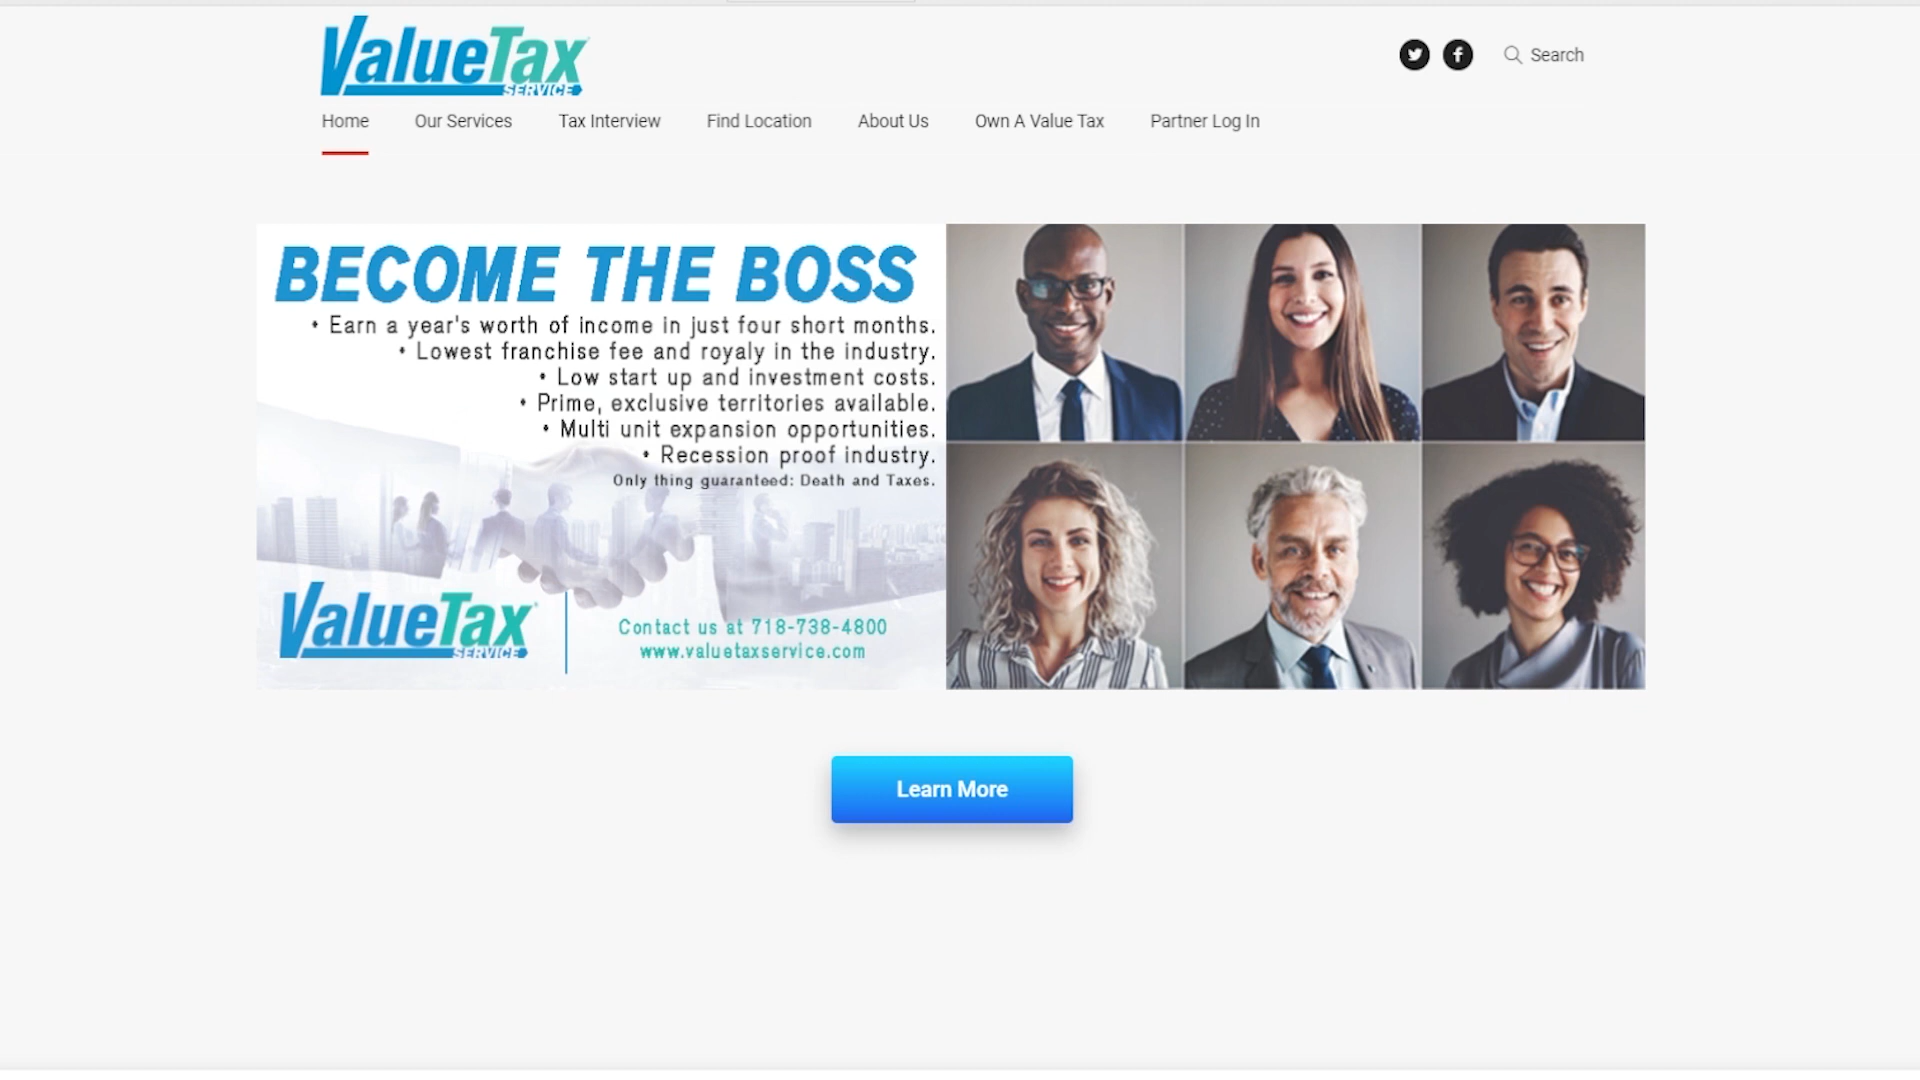 ValueTax
SERVICE
Search
Home Our Services Tax Interview Find Location About Us Own A Value Tax Partner Log In
BECOME THE BOSS
• Earn a year's worth of income in just four short months.
• Lowest franchise fee and royaly in the industry.
• Low start up and investment costs.
• Prime, exclusive territories available.
• Multi unit expansion opportunities.
• Recession proof industry.
Only thing guaranteed: Death and Taxes.
ValueTax
SERVICE
Contact us at 718-738-4800
www.valuetaxservice.com
Learn More